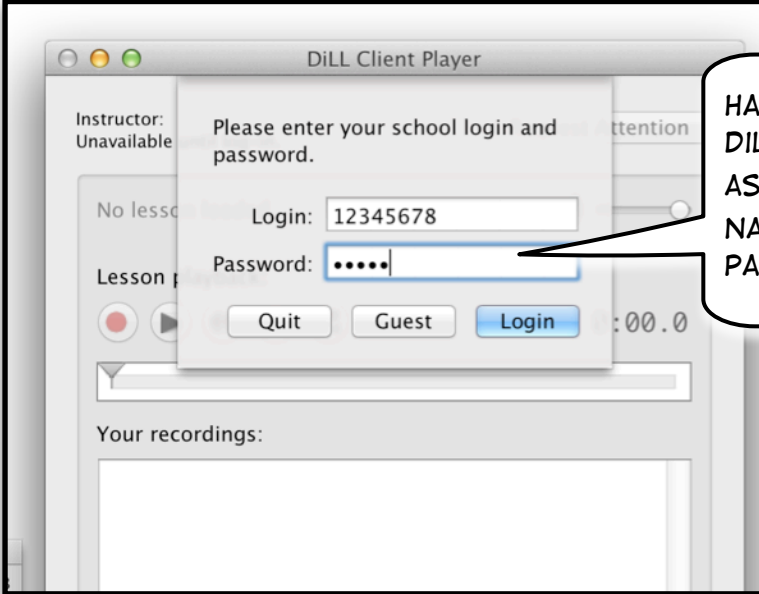 DiLL Client Player
Instructor:
Unavailable
Please enter your school login and
password.
ttention
No lesso
Login: 12345678
Password: •••••
Lesson p
Quit Guest Login
:00.0
Your recordings:
HA
DIL
AS
NA
PA